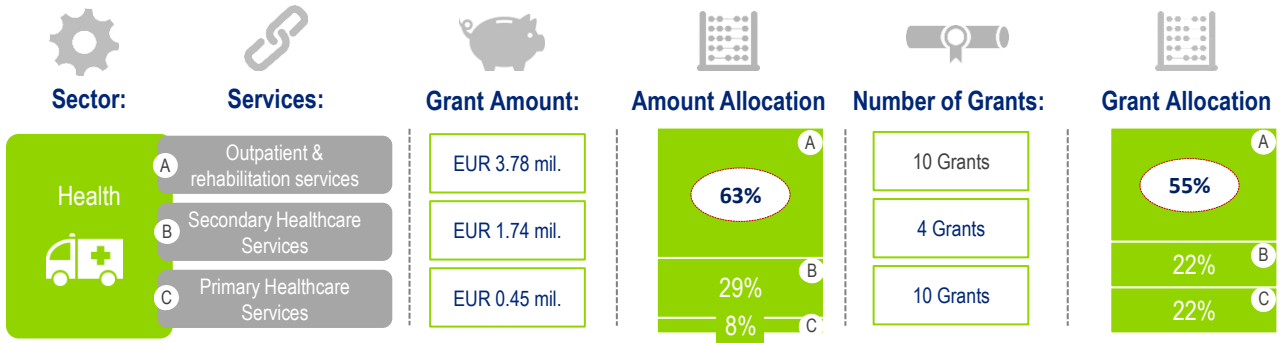 Sector:
Services:
Grant Amount:
Amount Allocation
Number of Grants:
Grant Allocation
Health
A
Outpatient &
rehabilitation services
B
Secondary Healthcare
Services
C
Primary Healthcare
Services
EUR 3.78 mil.
EUR 1.74 mil.
EUR 0.45 mil.
A
63%
B
29%
8%
C
10 Grants
4 Grants
10 Grants
A
55%
B
22%
C
22%